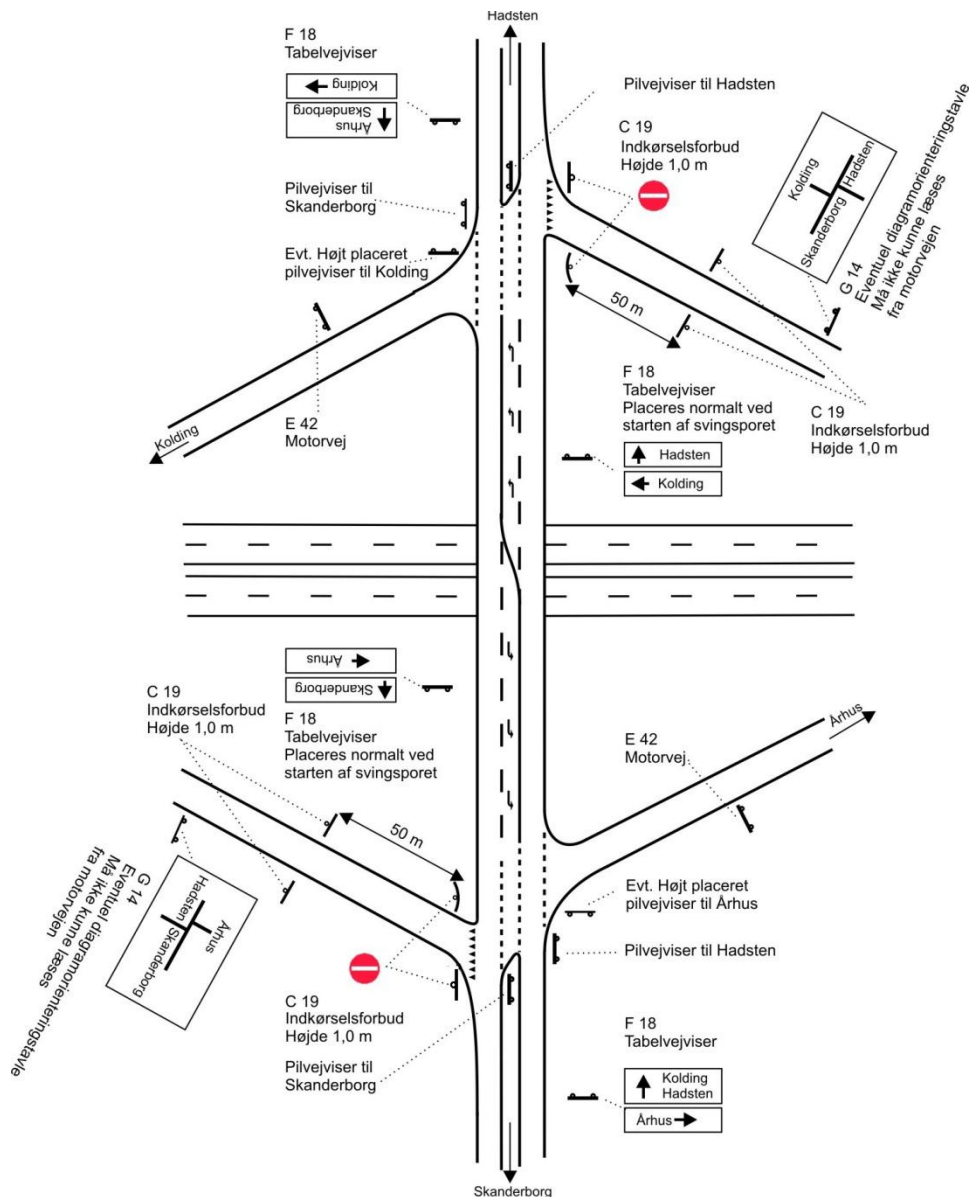 Hadsten
F 18
Tabelvejviser
Kolding
Århus
Skanderborg
Pilvejviser til Hadsten
C 19
Indkørselsforbud
Højde 1,0 m
Kolding
Hadsten
Skanderborg
G 14
Eventuel diagramorienteringstavle
Må ikke kunne læses
fra motorvejen
Pilvejviser til
Skanderborg
Evt. Højt placeret
pilvejviser til Kolding
50 m
E 42
Motorvej
Kolding
F 18
Tabelvejviser
Placeres normalt ved
starten af svingsporet
Hadsten
Kolding
C 19
Indkørselsforbud
Højde 1,0 m
Århus
Skanderborg
F 18
Tabelvejviser
Placeres normalt ved
starten af svingsporet
C 19
Indkørselsforbud
Højde 1,0 m
Århus
E 42
Motorvej
50 m
G 14
Eventuel diagramorienteringstavle
Må ikke kunne læses
fra motorvejen
Århus
Hadsten
Skanderborg
Evt. Højt placeret
pilvejviser til Århus
Pilvejviser til Hadsten
C 19
Indkørselsforbud
Højde 1,0 m
Pilvejviser til
Skanderborg
F 18
Tabelvejviser
Kolding
Hadsten
Århus
Skanderborg